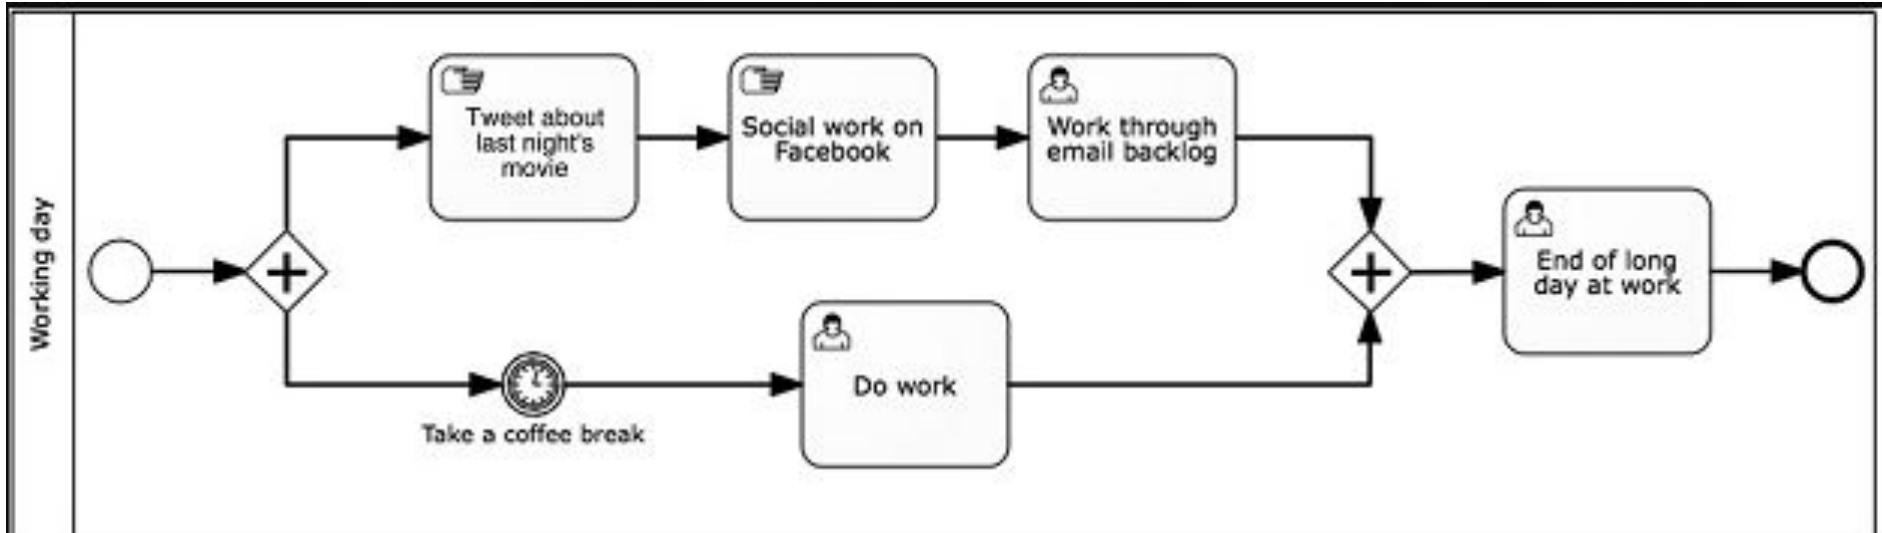 Working day
Tweet about
last night's
movie
Social work on
Facebook
Work through
email backlog
End of long
day at work
Take a coffee break
Do work